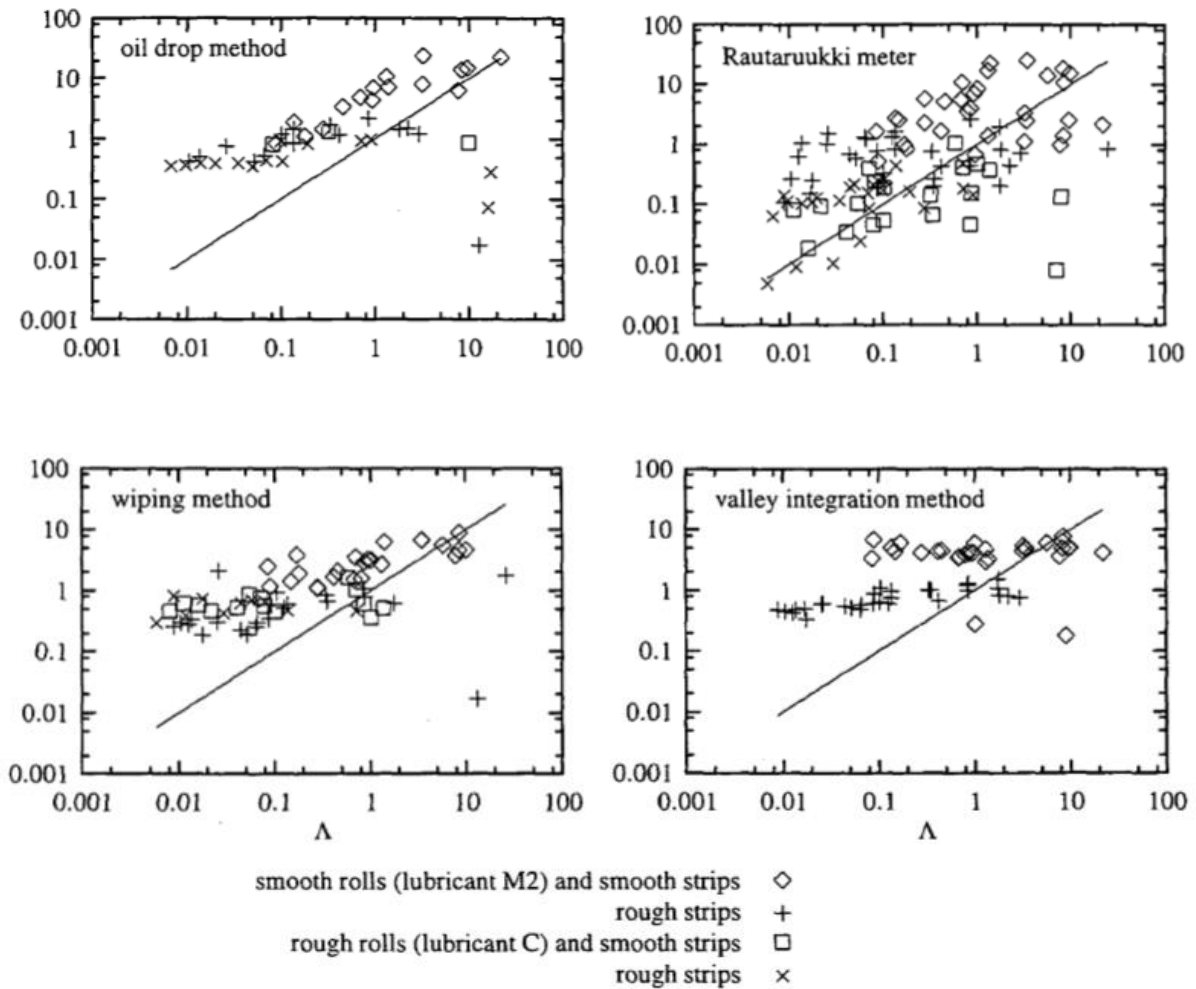 oil drop method
100
10
1
0.1
0.01
0.001
0.001 0.01 0.1 1 10 100
Rautaruukki meter
100
10
1
0.1
0.01
0.001
0.001 0.01 0.1 1 10 100
wiping method
100
10
1
0.1
0.01
0.001
0.001 0.01 0.1 1 10 100
Λ
valley integration method
100
10
1
0.1
0.01
0.001
0.001 0.01 0.1 1 10 100
Λ
smooth rolls (lubricant M2) and smooth strips
rough strips
rough rolls (lubricant C) and smooth strips
rough strips